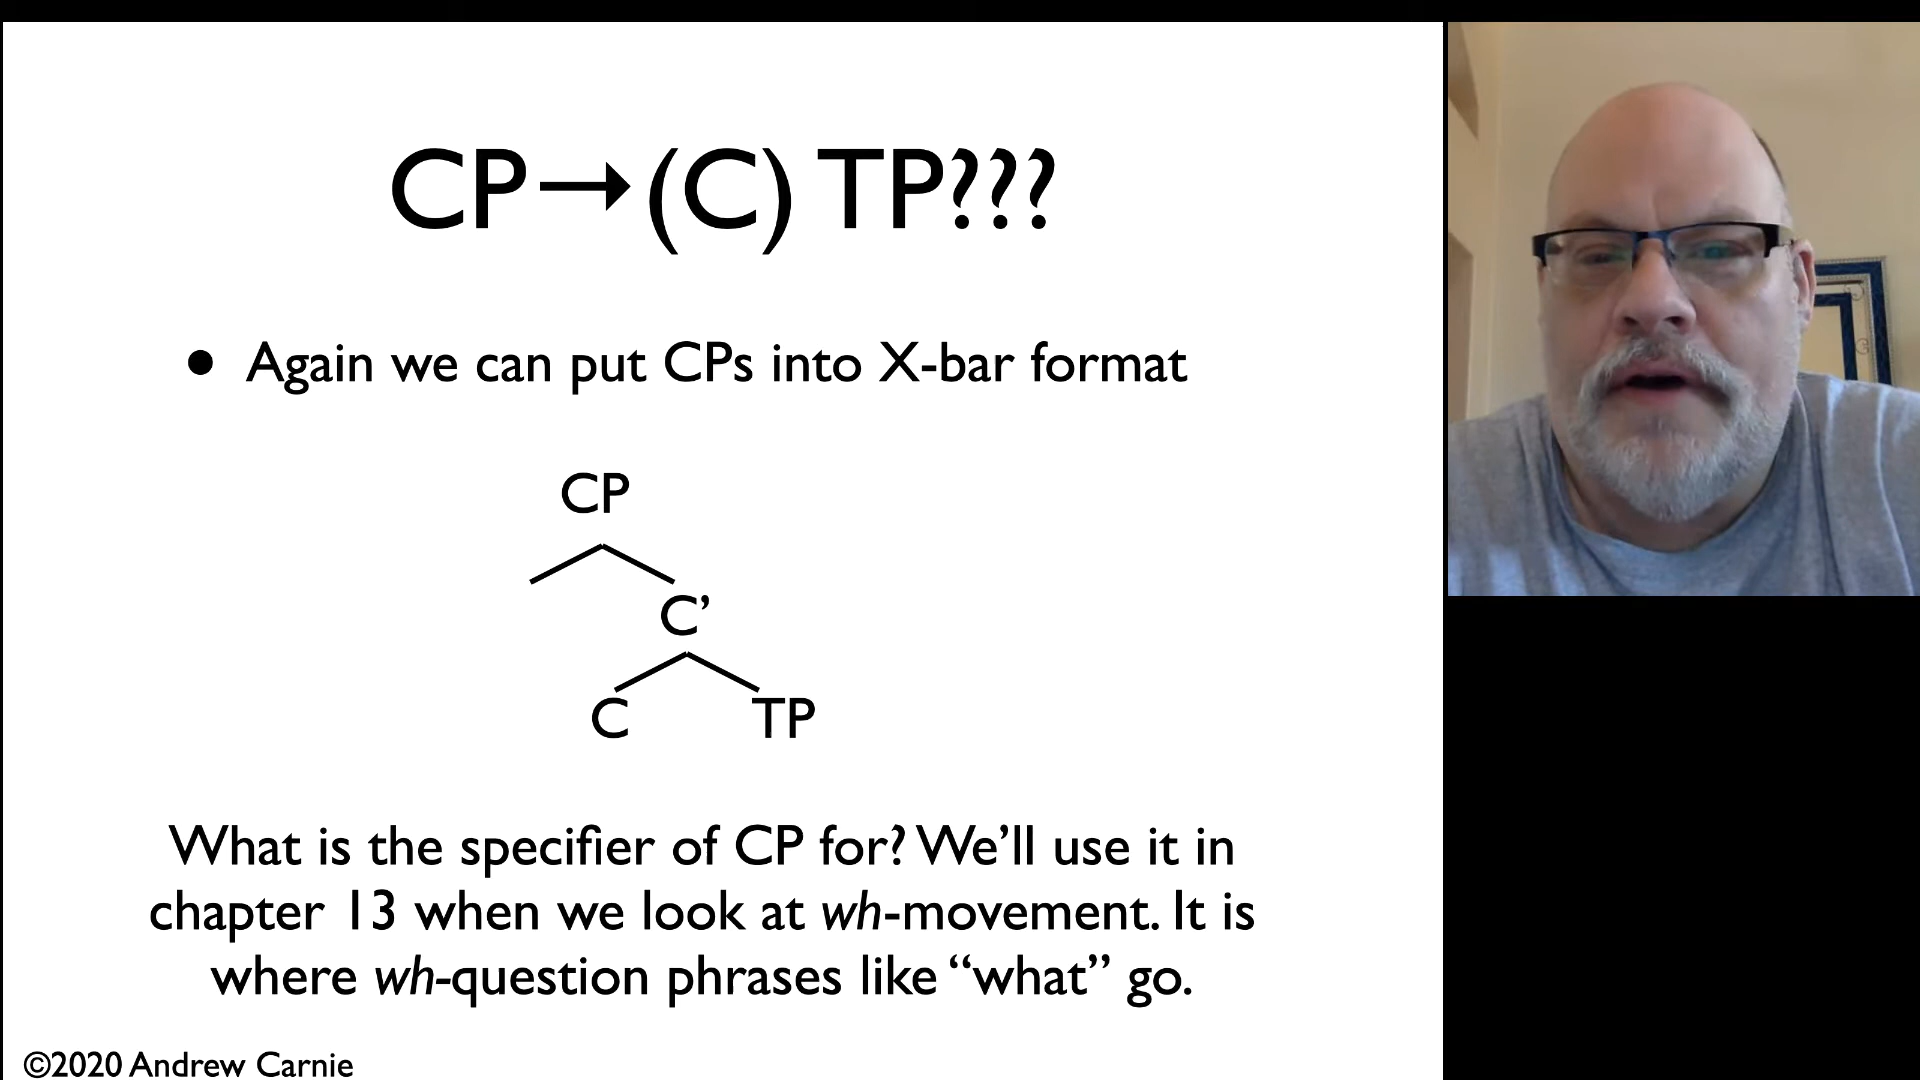 CP→(C) TP???
● Again we can put CPs into X-bar format
CP
C’
C TP
What is the specifier of CP for? We’ll use it in
chapter 13 when we look at wh-movement. It is
where wh-question phrases like “what” go.
©2020 Andrew Carnie